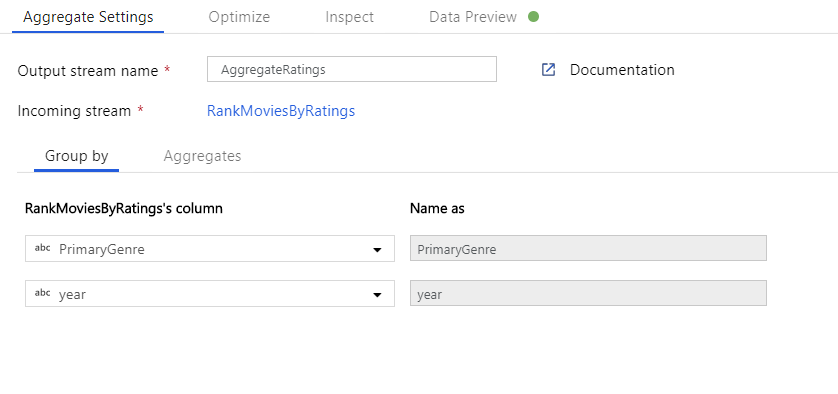 Aggregate Settings Optimize Inspect Data Preview
Output stream name * AggregateRatings Documentation
Incoming stream * RankMoviesByRatings
Group by Aggregates
RankMoviesByRatings's column Name as
abc PrimaryGenre PrimaryGenre
abc year year